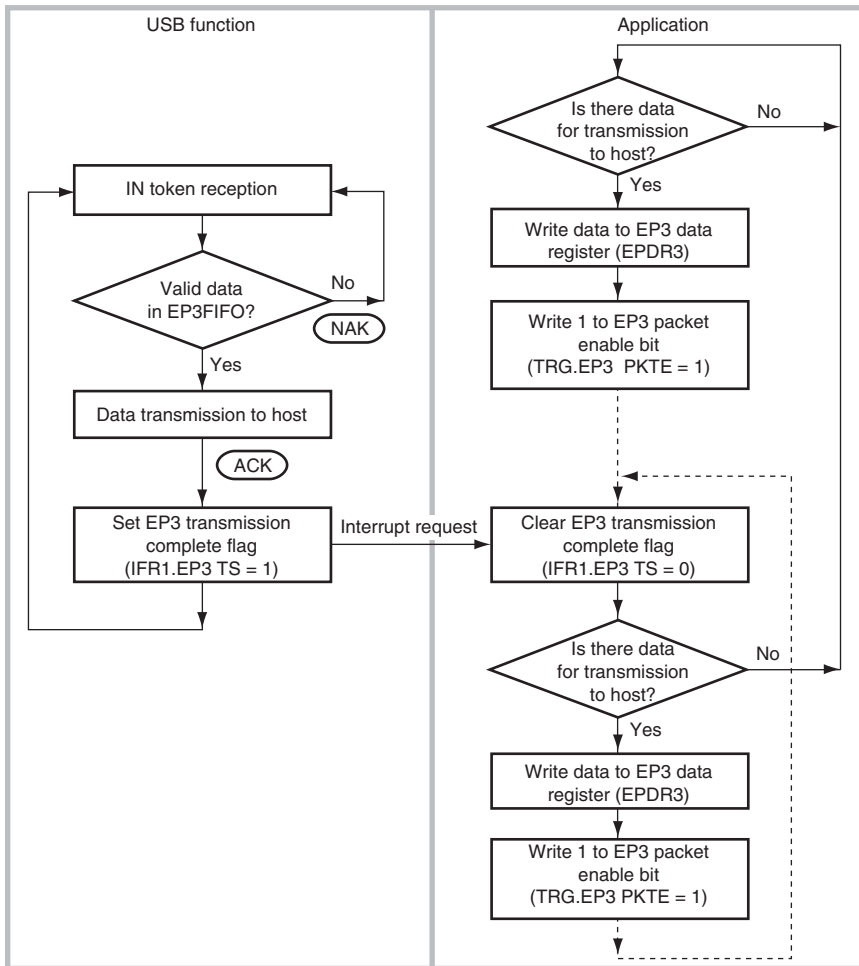 USB function
IN token reception
Valid data
in EP3FIFO?
No
NAK
Yes
Data transmission to host
ACK
Set EP3 transmission
complete flag
(IFR1.EP3 TS = 1)
Interrupt request
Application
Is there data
for transmission
to host?
No
Yes
Write data to EP3 data
register (EPDR3)
Write 1 to EP3 packet
enable bit
(TRG.EP3 PKTE = 1)
Clear EP3 transmission
complete flag
(IFR1.EP3 TS = 0)
Is there data
for transmission
to host?
No
Yes
Write data to EP3 data
register (EPDR3)
Write 1 to EP3 packet
enable bit
(TRG.EP3 PKTE = 1)